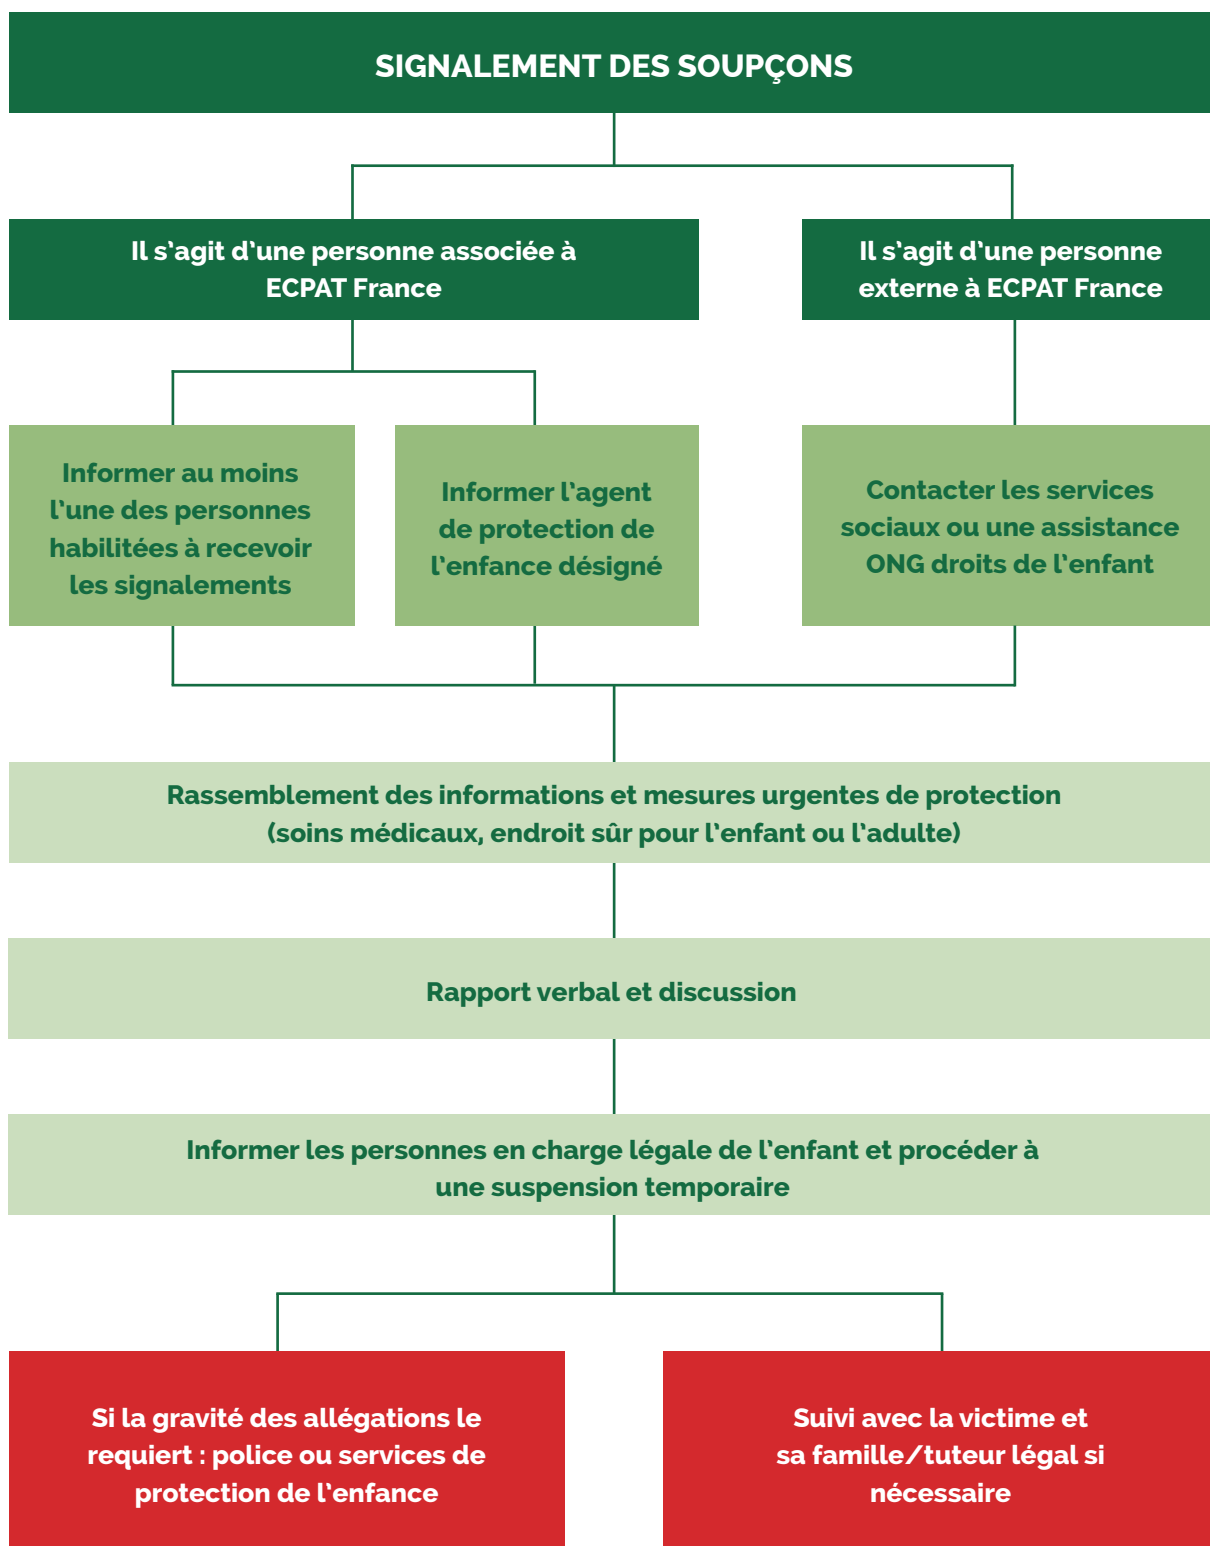 SIGNALEMENT DES SOUPÇONS
Il s’agit d’une personne associée à
ECPAT France
Il s’agit d’une personne
externe à ECPAT France
Informer au moins
l’une des personnes
habilitées à recevoir
les signalements
Informer l’agent
de protection de
l’enfance désigné
Contacter les services
sociaux ou une assistance
ONG droits de l’enfant
Rassemblement des informations et mesures urgentes de protection
(soins médicaux, endroit sûr pour l’enfant ou l’adulte)
Rapport verbal et discussion
Informer les personnes en charge légale de l’enfant et procéder à
une suspension temporaire
Si la gravité des allégations le
requiert : police ou services de
protection de l’enfance
Suivi avec la victime et
sa famille/tuteur légal si
nécessaire